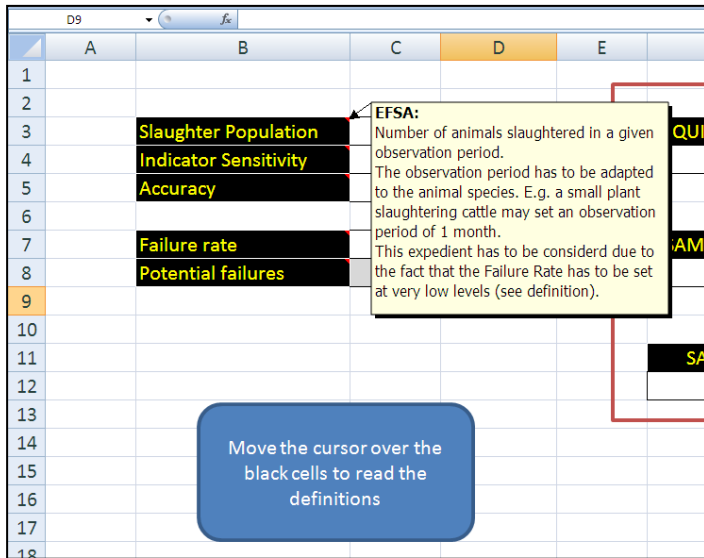 D9
fx
A B C D E
1
2
3 Slaughter Population
4 Indicator Sensitivity
5 Accuracy
6
7 Failure rate
8 Potential failures
9
10
11
12
13
14
15
16
17
18
EFSA:
Number of animals slaughtered in a given
observation period.
The observation period has to be adapted
to the animal species. E.g. a small plant
slaughtering cattle may set an observation
period of 1 month.
This expedient has to be considerd due to
the fact that the Failure Rate has to be set
at very low levels (see definition).
QUI
SAM
SA
Move the cursor over the
black cells to read the
definitions